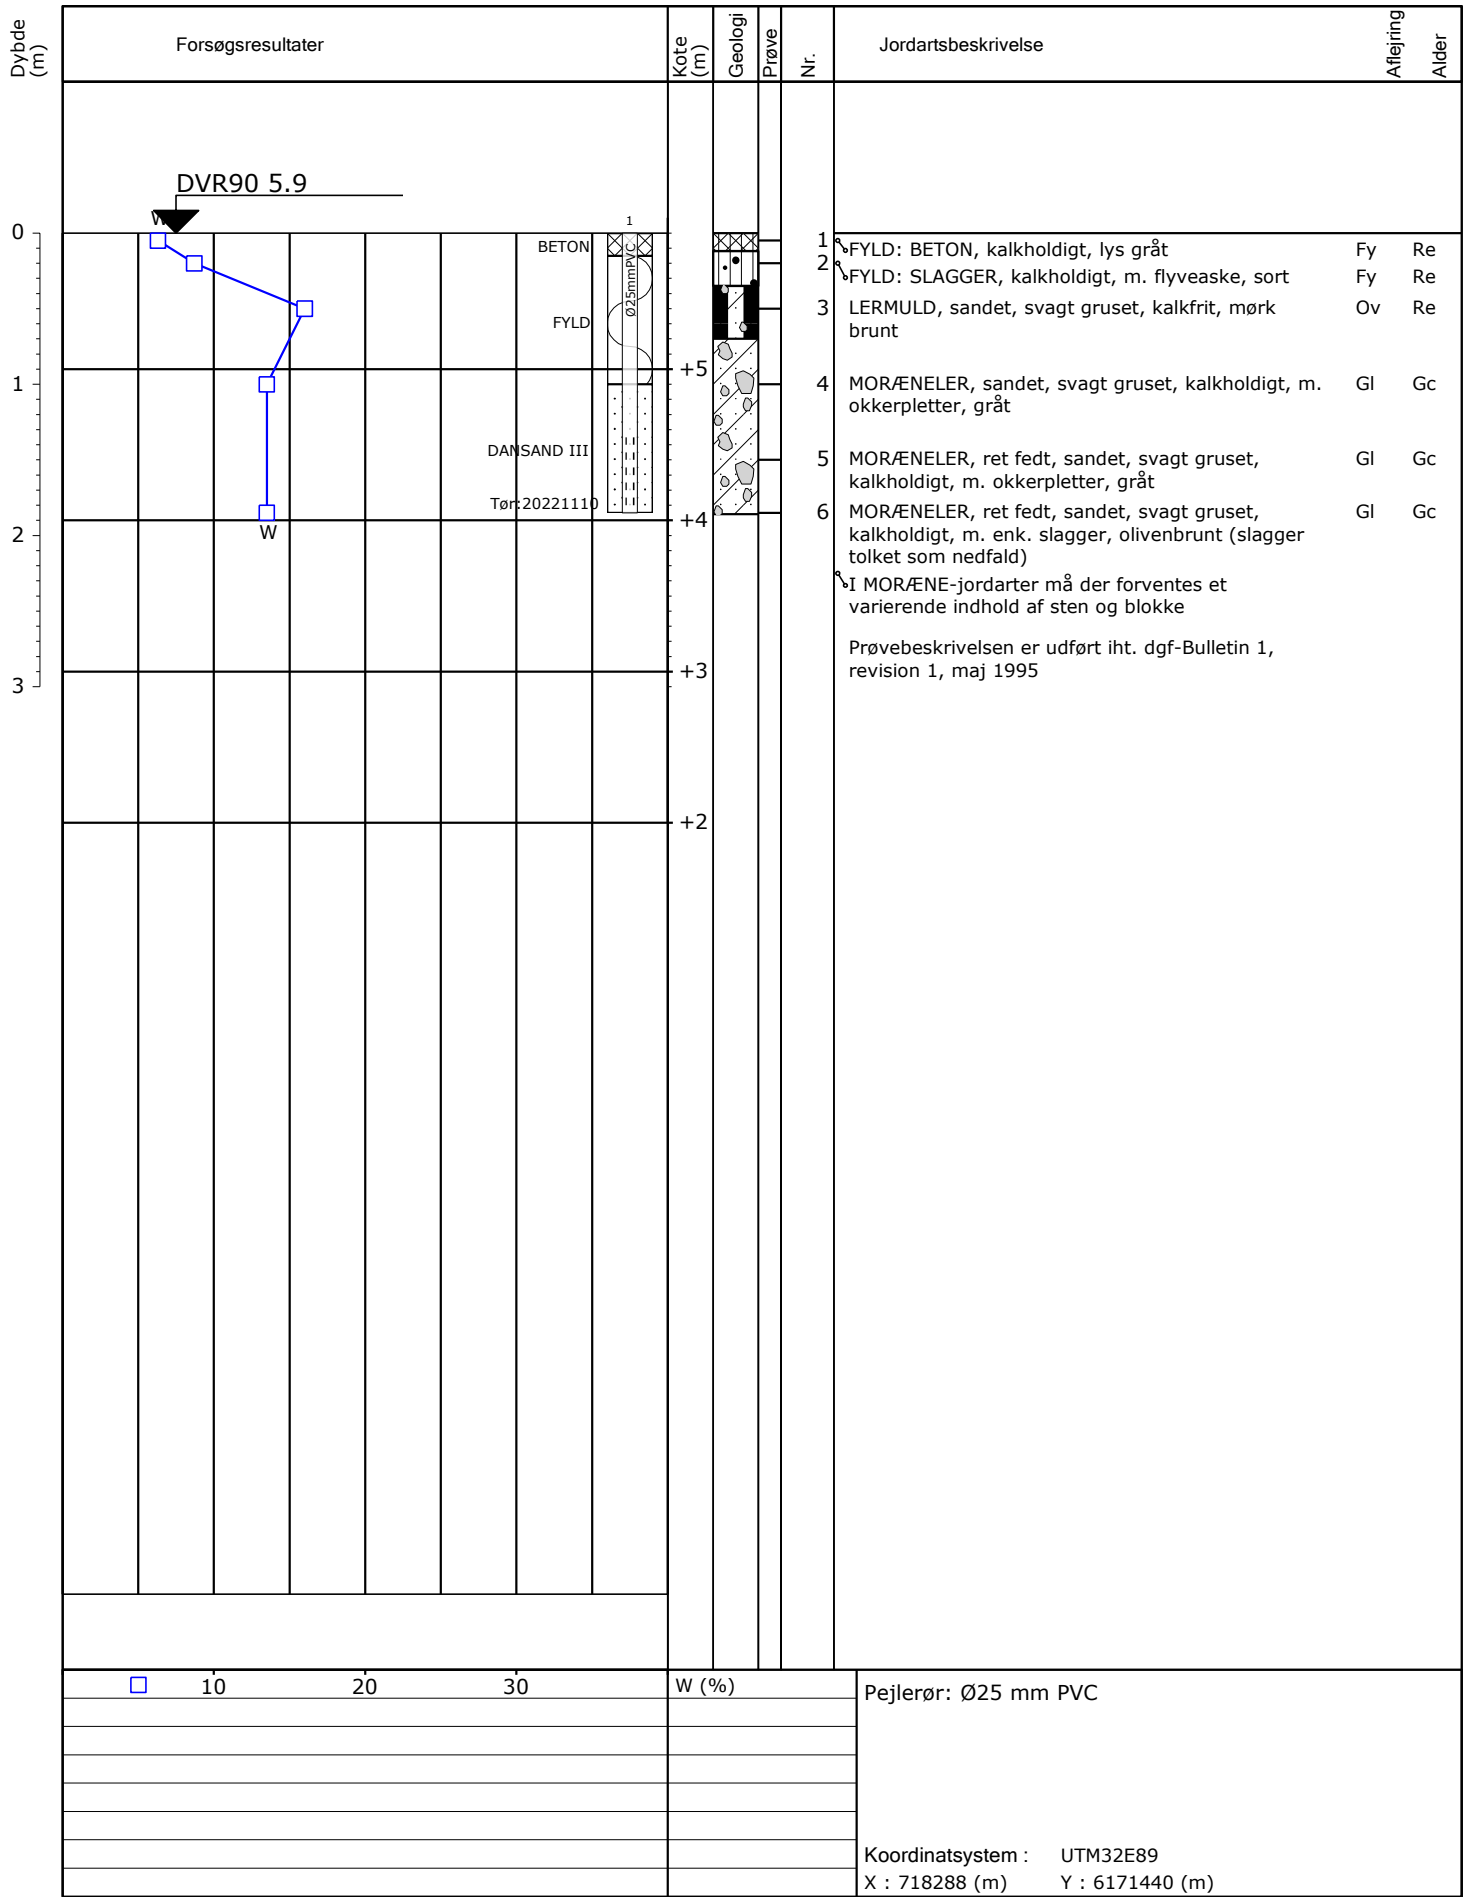 Dybde
(m)
Forsøgsresultater
Kote
(m)
Geologi
Prøve
Nr.
Jordartsbeskrivelse
Aflejring
Alder
DVR90 5.9
W
0
1
2
3
1
BETON
Ø25mmPVC
FYLD
DANSAND III
Tør:20221110
W
+5
+4
+3
+2
1 FYLD: BETON, kalkholdigt, lys gråt Fy Re
2 FYLD: SLAGGER, kalkholdigt, m. flyveaske, sort Fy Re
3 LERMULD, sandet, svagt gruset, kalkfrit, mørk Ov Re
brunt
4 MORÆNELER, sandet, svagt gruset, kalkholdigt, m. Gl Gc
okkerpletter, gråt
5 MORÆNELER, ret fedt, sandet, svagt gruset, Gl Gc
kalkholdigt, m. okkerpletter, gråt
6 MORÆNELER, ret fedt, sandet, svagt gruset, Gl Gc
kalkholdigt, m. enk. slagger, olivenbrunt (slagger
tolket som nedfald)
I MORÆNE-jordarter må der forventes et
varierende indhold af sten og blokke
Prøvebeskrivelsen er udført iht. dgf-Bulletin 1,
revision 1, maj 1995
10 20 30 W (%)
Pejlerør: Ø25 mm PVC
Koordinatsystem : UTM32E89
X : 718288 (m) Y : 6171440 (m)